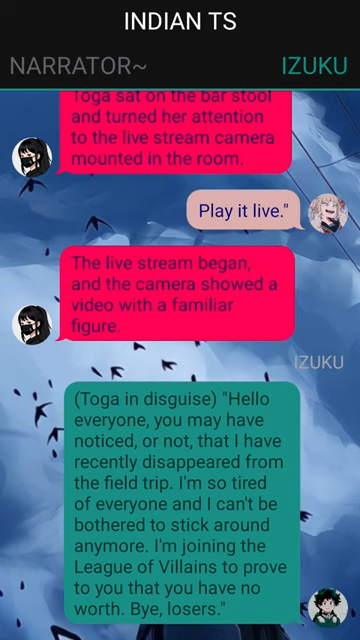 INDIAN TS
NARRATOR~
IZUKU
Toga sat on the bar stool
and turned her attention
to the live stream camera
mounted in the room.
Play it live."
The live stream began,
and the camera showed a
video with a familiar
figure.
IZUKU
(Toga in disguise) "Hello
everyone, you may have
noticed, or not, that I have
recently disappeared from
the field trip. I'm so tired
of everyone and I can't be
bothered to stick around
anymore. I'm joining the
League of Villains to prove
to you that you have no
worth. Bye, losers."